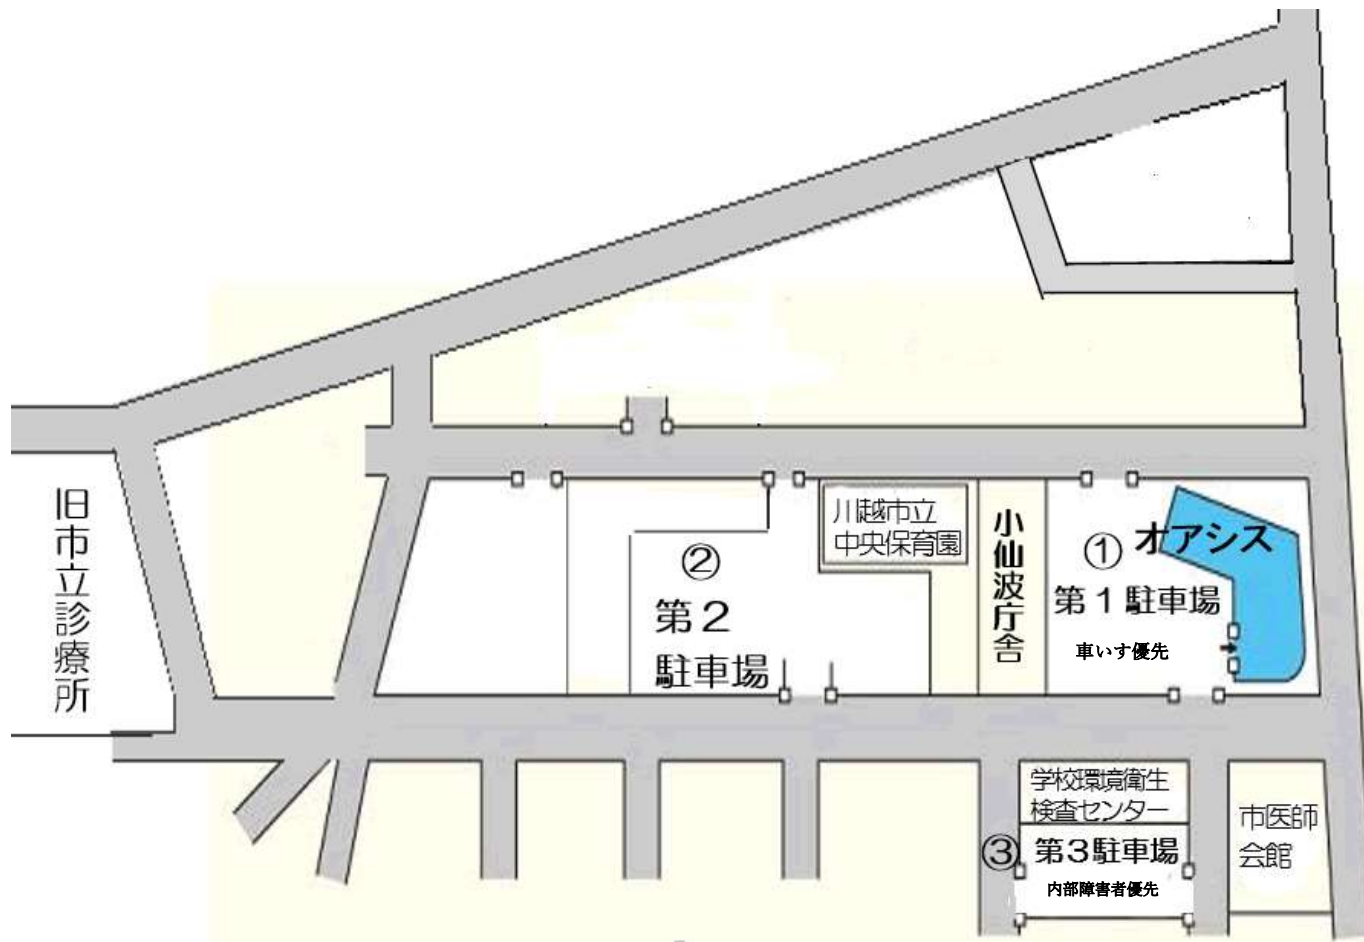 旧市立診療所
川越市立
中央保育園
小仙波庁舎
①
オアシス
第1駐車場
車いす優先
②
第2
駐車場
学校環境衛生
検査センター
③
第3駐車場
内部障害者優先
市医師
会館